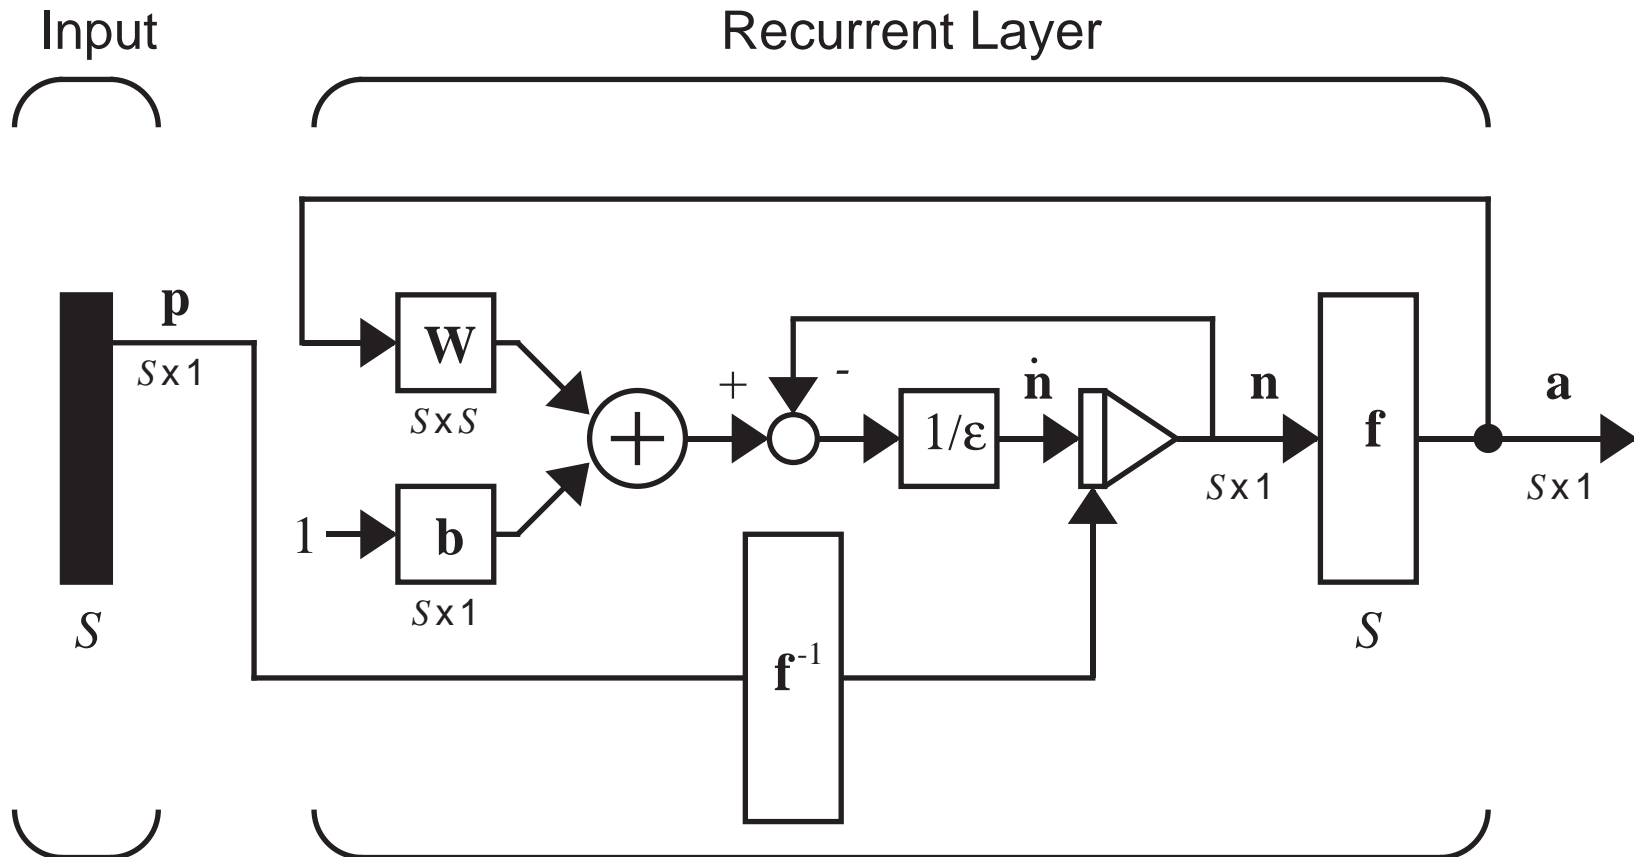 Input
Recurrent Layer
p
S x 1
W
S x S
1
b
S x 1
+
+
-
1/ε
ṅ
n
S x 1
f
a
S x 1
S
f⁻¹
S